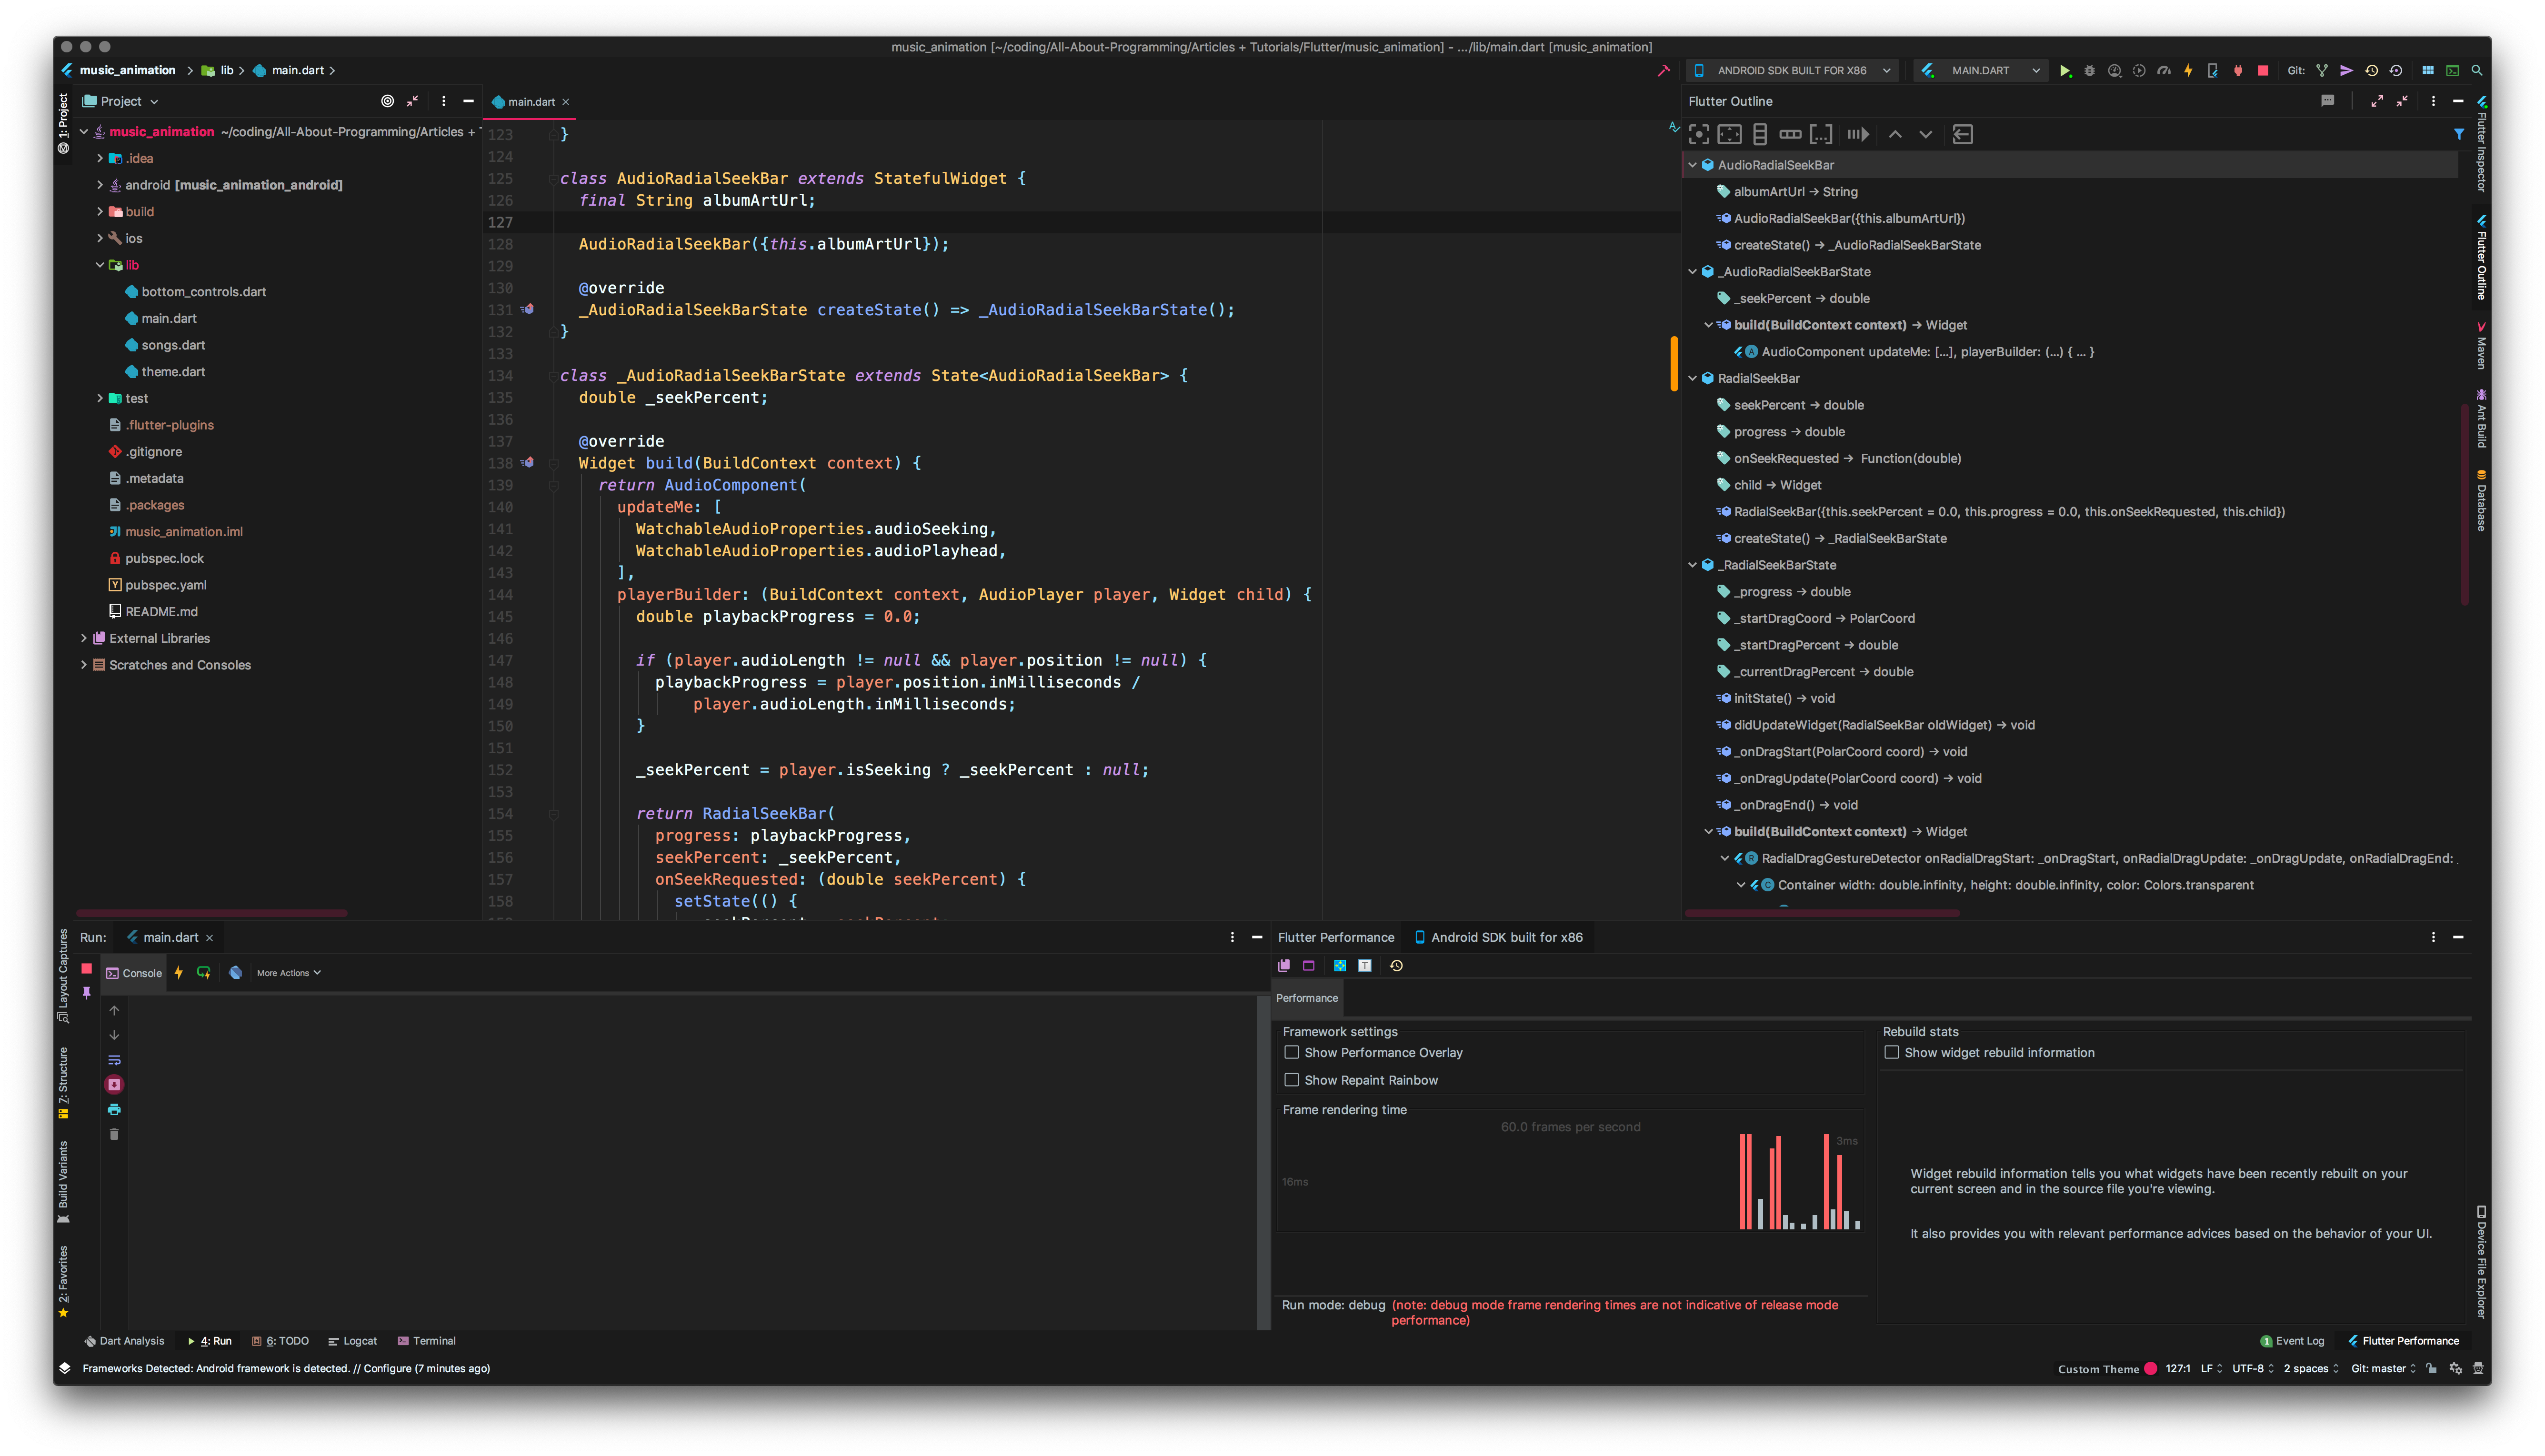 music_animation [~/coding/All-About-Programming/Articles + Tutorials/Flutter/music_animation] - .../lib/main.dart [music_animation]
music_animation
lib
main.dart
ANDROID SDK BUILT FOR X86
MAIN.DART
Git:
1: Project
Project
music_animation ~/coding/All-About-Programming/Articles +
.idea
android [music_animation_android]
build
ios
lib
bottom_controls.dart
main.dart
songs.dart
theme.dart
test
.flutter-plugins
.gitignore
.metadata
.packages
music_animation.iml
pubspec.lock
pubspec.yaml
README.md
External Libraries
Scratches and Consoles
main.dart
123 }
124
125 class AudioRadialSeekBar extends StatefulWidget {
126 final String albumArtUrl;
127
128 AudioRadialSeekBar({this.albumArtUrl});
129
130 @override
131 _AudioRadialSeekBarState createState() => _AudioRadialSeekBarState();
132 }
133
134 class _AudioRadialSeekBarState extends State<AudioRadialSeekBar> {
135 double _seekPercent;
136
137 @override
138 Widget build(BuildContext context) {
139 return AudioComponent(
140 updateMe: [
141 WatchableAudioProperties.audioSeeking,
142 WatchableAudioProperties.audioPlayhead,
143 ],
144 playerBuilder: (BuildContext context, AudioPlayer player, Widget child) {
145 double playbackProgress = 0.0;
146
147 if (player.audioLength != null && player.position != null) {
148 playbackProgress = player.position.inMilliseconds /
149 player.audioLength.inMilliseconds;
150 }
151
152 _seekPercent = player.isSeeking ? _seekPercent : null;
153
154 return RadialSeekBar(
155 progress: playbackProgress,
156 seekPercent: _seekPercent,
157 onSeekRequested: (double seekPercent) {
158 setState(() {
Flutter Outline
AudioRadialSeekBar
albumArtUrl → String
AudioRadialSeekBar({this.albumArtUrl})
createState() → _AudioRadialSeekBarState
_AudioRadialSeekBarState
_seekPercent → double
build(BuildContext context) → Widget
AudioComponent updateMe: [...], playerBuilder: (...) { ... }
RadialSeekBar
seekPercent → double
progress → double
onSeekRequested → Function(double)
child → Widget
RadialSeekBar({this.seekPercent = 0.0, this.progress = 0.0, this.onSeekRequested, this.child})
createState() → _RadialSeekBarState
_RadialSeekBarState
_progress → double
_startDragCoord → PolarCoord
_startDragPercent → double
_currentDragPercent → double
initState() → void
didUpdateWidget(RadialSeekBar oldWidget) → void
_onDragStart(PolarCoord coord) → void
_onDragUpdate(PolarCoord coord) → void
_onDragEnd() → void
build(BuildContext context) → Widget
RadialDragGestureDetector onRadialDragStart: _onDragStart, onRadialDragUpdate: _onDragUpdate, onRadialDragEnd:
Container width: double.infinity, height: double.infinity, color: Colors.transparent
Flutter Inspector
Flutter Outline
Maven
Ant Build
Database
Device File Explorer
Layout Captures
7: Structure
Build Variants
2: Favorites
Run:
main.dart
Console
More Actions
Flutter Performance
Android SDK built for x86
Performance
Framework settings
Show Performance Overlay
Show Repaint Rainbow
Frame rendering time
60.0 frames per second
3ms
16ms
Run mode: debug (note: debug mode frame rendering times are not indicative of release mode
performance)
Rebuild stats
Show widget rebuild information
Widget rebuild information tells you what widgets have been recently rebuilt on your
current screen and in the source file you're viewing.
It also provides you with relevant performance advices based on the behavior of your UI.
Dart Analysis
4: Run
6: TODO
Logcat
Terminal
1 Event Log
Flutter Performance
Frameworks Detected: Android framework is detected. // Configure (7 minutes ago)
Custom Theme
127:1
LF
UTF-8
2 spaces
Git: master